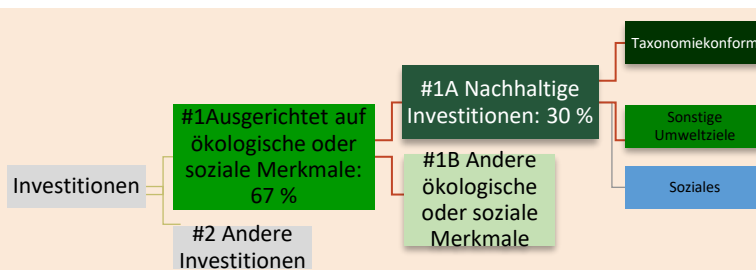 Investitionen
#1Ausgerichtet auf
ökologische oder
soziale Merkmale:
67 %
#2 Andere
Investitionen
#1A Nachhaltige
Investitionen: 30 %
#1B Andere
ökologische
oder soziale
Merkmale
Taxonomiekonform
Sonstige
Umweltziele
Soziales